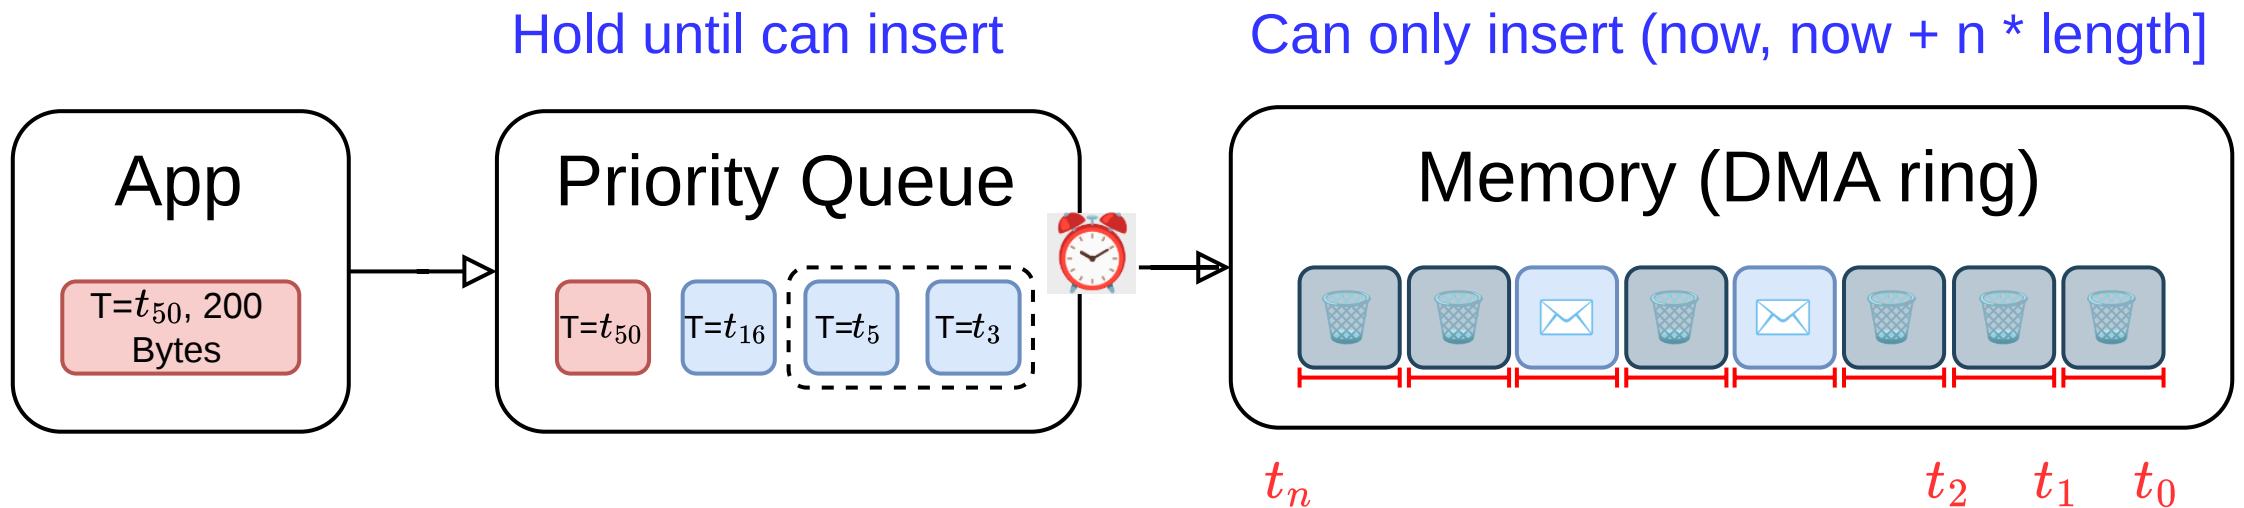 Hold until can insert
Can only insert (now, now + n * length]
App
T=t₅₀, 200
Bytes
Priority Queue
T=t₅₀
T=t₁₆
T=t₅
T=t₃
Memory (DMA ring)
tₙ
t₂
t₁
t₀